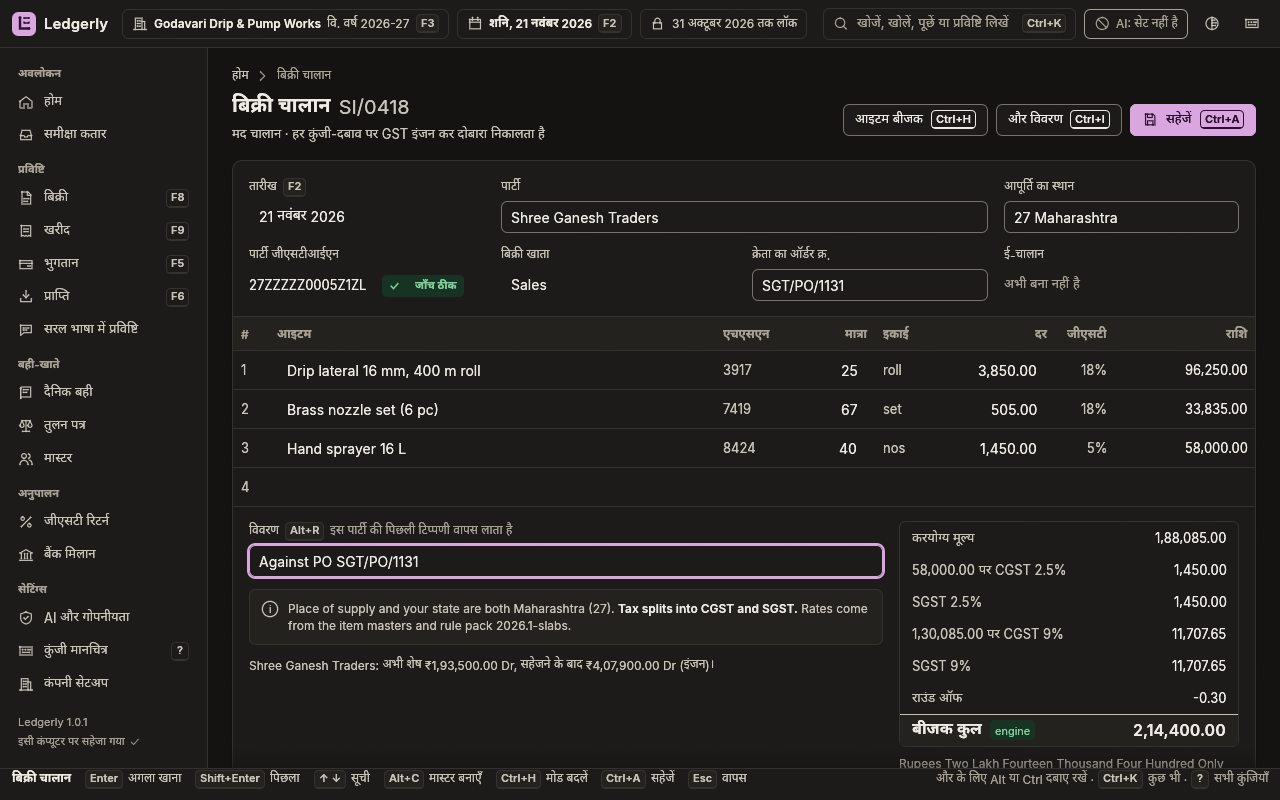 Ledgerly
Godavari Drip & Pump Works वि. वर्ष 2026-27 F3
शनि, 21 नवंबर 2026 F2
31 अक्टूबर 2026 तक लॉक
खोजें, खोलें, पूछें या प्रविष्टि लिखें Ctrl+K
AI: सेट नहीं है
अवलोकन
होम
समीक्षा कतार
प्रविष्टि
बिक्री F8
खरीद F9
भुगतान F5
प्राप्ति F6
सरल भाषा में प्रविष्टि
बही-खाते
दैनिक बही
तुलन पत्र
मास्टर
अनुपालन
जीएसटी रिटर्न
बैंक मिलान
सेटिंग्स
AI और गोपनीयता
कुंजी मानचित्र ?
कंपनी सेटअप
Ledgerly 1.0.1
इसी कंप्यूटर पर सहेजा गया
होम > बिक्री चालान
बिक्री चालान SI/0418
मद चालान · हर कुंजी-दबाव पर GST इंजन कर दोबारा निकालता है
आइटम बीजक Ctrl+H
और विवरण Ctrl+I
सहेजें Ctrl+A
तारीख F2
21 नवंबर 2026
पार्टी
Shree Ganesh Traders
आपूर्ति का स्थान
27 Maharashtra
पार्टी जीएसटीआईएन
27ZZZZZ0005Z1ZL जाँच ठीक
बिक्री खाता
Sales
क्रेता का ऑर्डर क्र.
SGT/PO/1131
ई-चालान
अभी बना नहीं है
# आइटम एचएसएन मात्रा इकाई दर जीएसटी राशि
1 Drip lateral 16 mm, 400 m roll 3917 25 roll 3,850.00 18% 96,250.00
2 Brass nozzle set (6 pc) 7419 67 set 505.00 18% 33,835.00
3 Hand sprayer 16 L 8424 40 nos 1,450.00 5% 58,000.00
4
विवरण Alt+R इस पार्टी की पिछली टिप्पणी वापस लाता है
Against PO SGT/PO/1131
Place of supply and your state are both Maharashtra (27). Tax splits into CGST and SGST. Rates come
from the item masters and rule pack 2026.1-slabs.
Shree Ganesh Traders: अभी शेष ₹1,93,500.00 Dr, सहेजने के बाद ₹4,07,900.00 Dr (इंजन)।
करयोग्य मूल्य 1,88,085.00
58,000.00 पर CGST 2.5% 1,450.00
SGST 2.5% 1,450.00
1,30,085.00 पर CGST 9% 11,707.65
SGST 9% 11,707.65
राउंड ऑफ -0.30
बीजक कुल engine 2,14,400.00
Rupees Two Lakh Fourteen Thousand Four Hundred Only
बिक्री चालान Enter अगला खाना Shift+Enter पिछला ↑ ↓ सूची Alt+C मास्टर बनाएँ Ctrl+H मोड बदलें Ctrl+A सहेजें Esc वापस
और के लिए Alt या Ctrl दबाए रखें · Ctrl+K कुछ भी · ? सभी कुंजियाँ